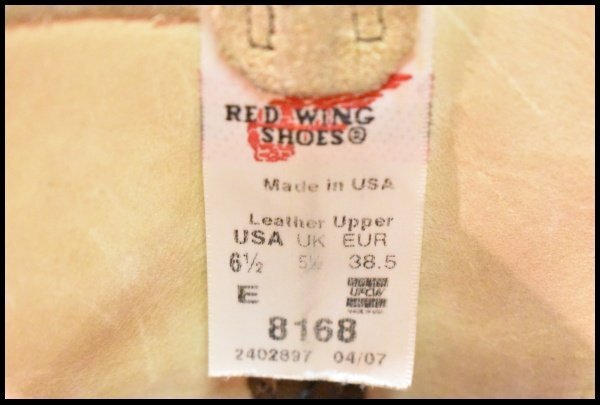 RED WING
SHOES®
Made in USA
Leather Upper
USA UK EUR
6½ 5½ 38.5
E
UFCW
8168
2402897 04/07